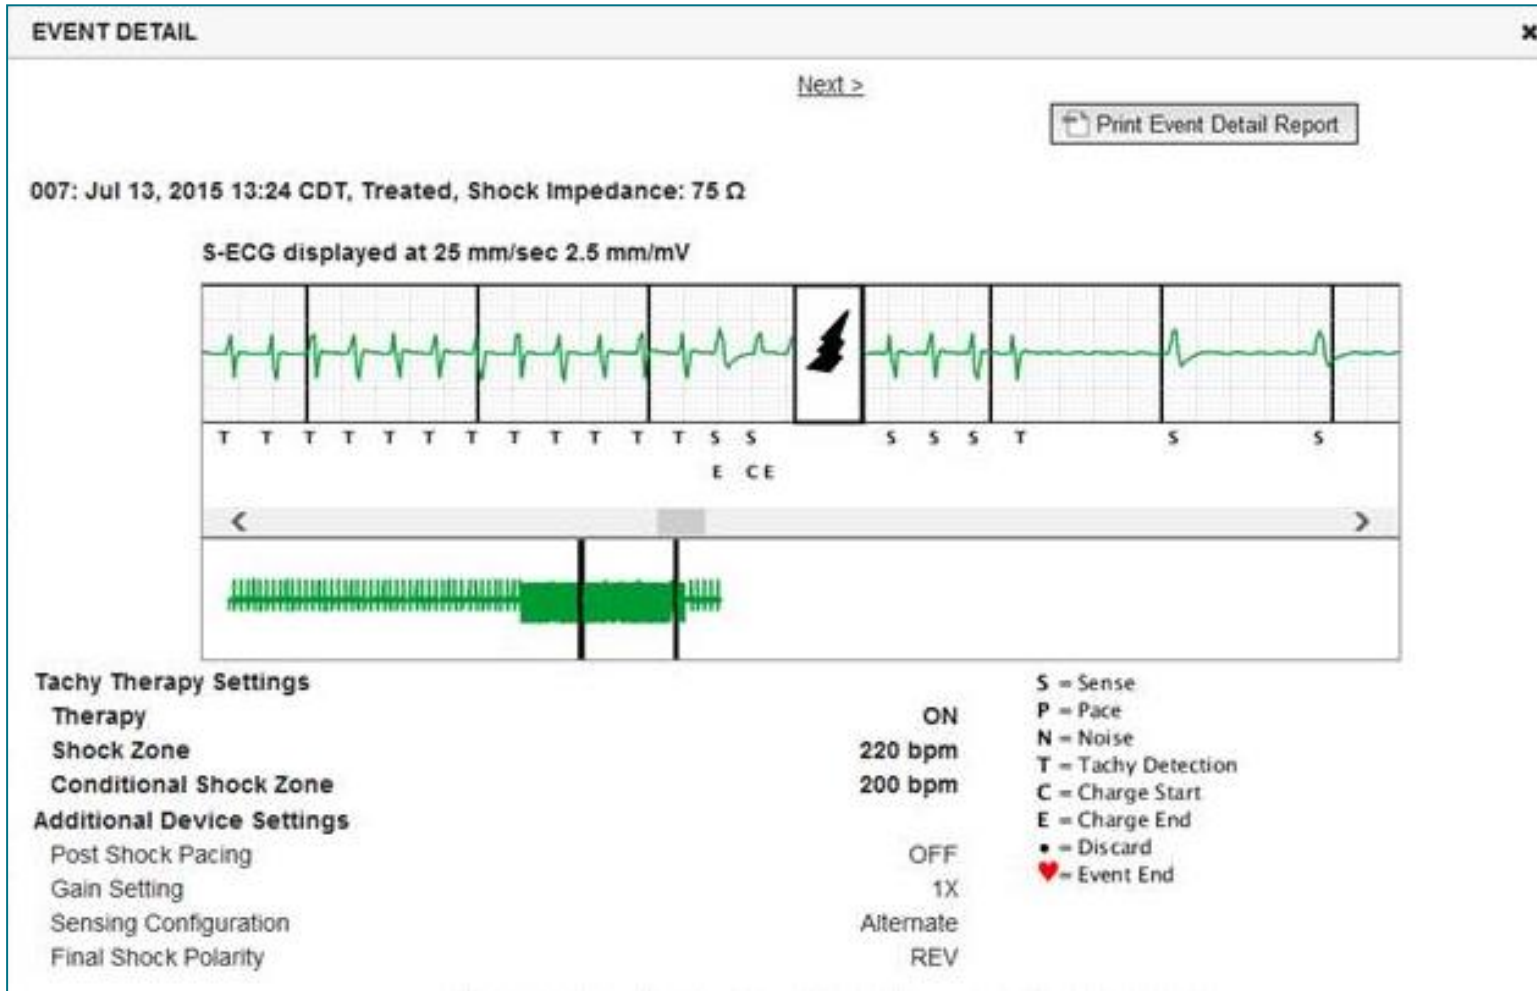 EVENT DETAIL ×
Next >
Print Event Detail Report
007: Jul 13, 2015 13:24 CDT, Treated, Shock Impedance: 75 Ω
S-ECG displayed at 25 mm/sec 2.5 mm/mV
T T T T T T T T T T T T S S S S S T S S
E C E
< >
Tachy Therapy Settings
Therapy ON
Shock Zone 220 bpm
Conditional Shock Zone 200 bpm
Additional Device Settings
Post Shock Pacing OFF
Gain Setting 1X
Sensing Configuration Alternate
Final Shock Polarity REV
S = Sense
P = Pace
N = Noise
T = Tachy Detection
C = Charge Start
E = Charge End
• = Discard
♥= Event End